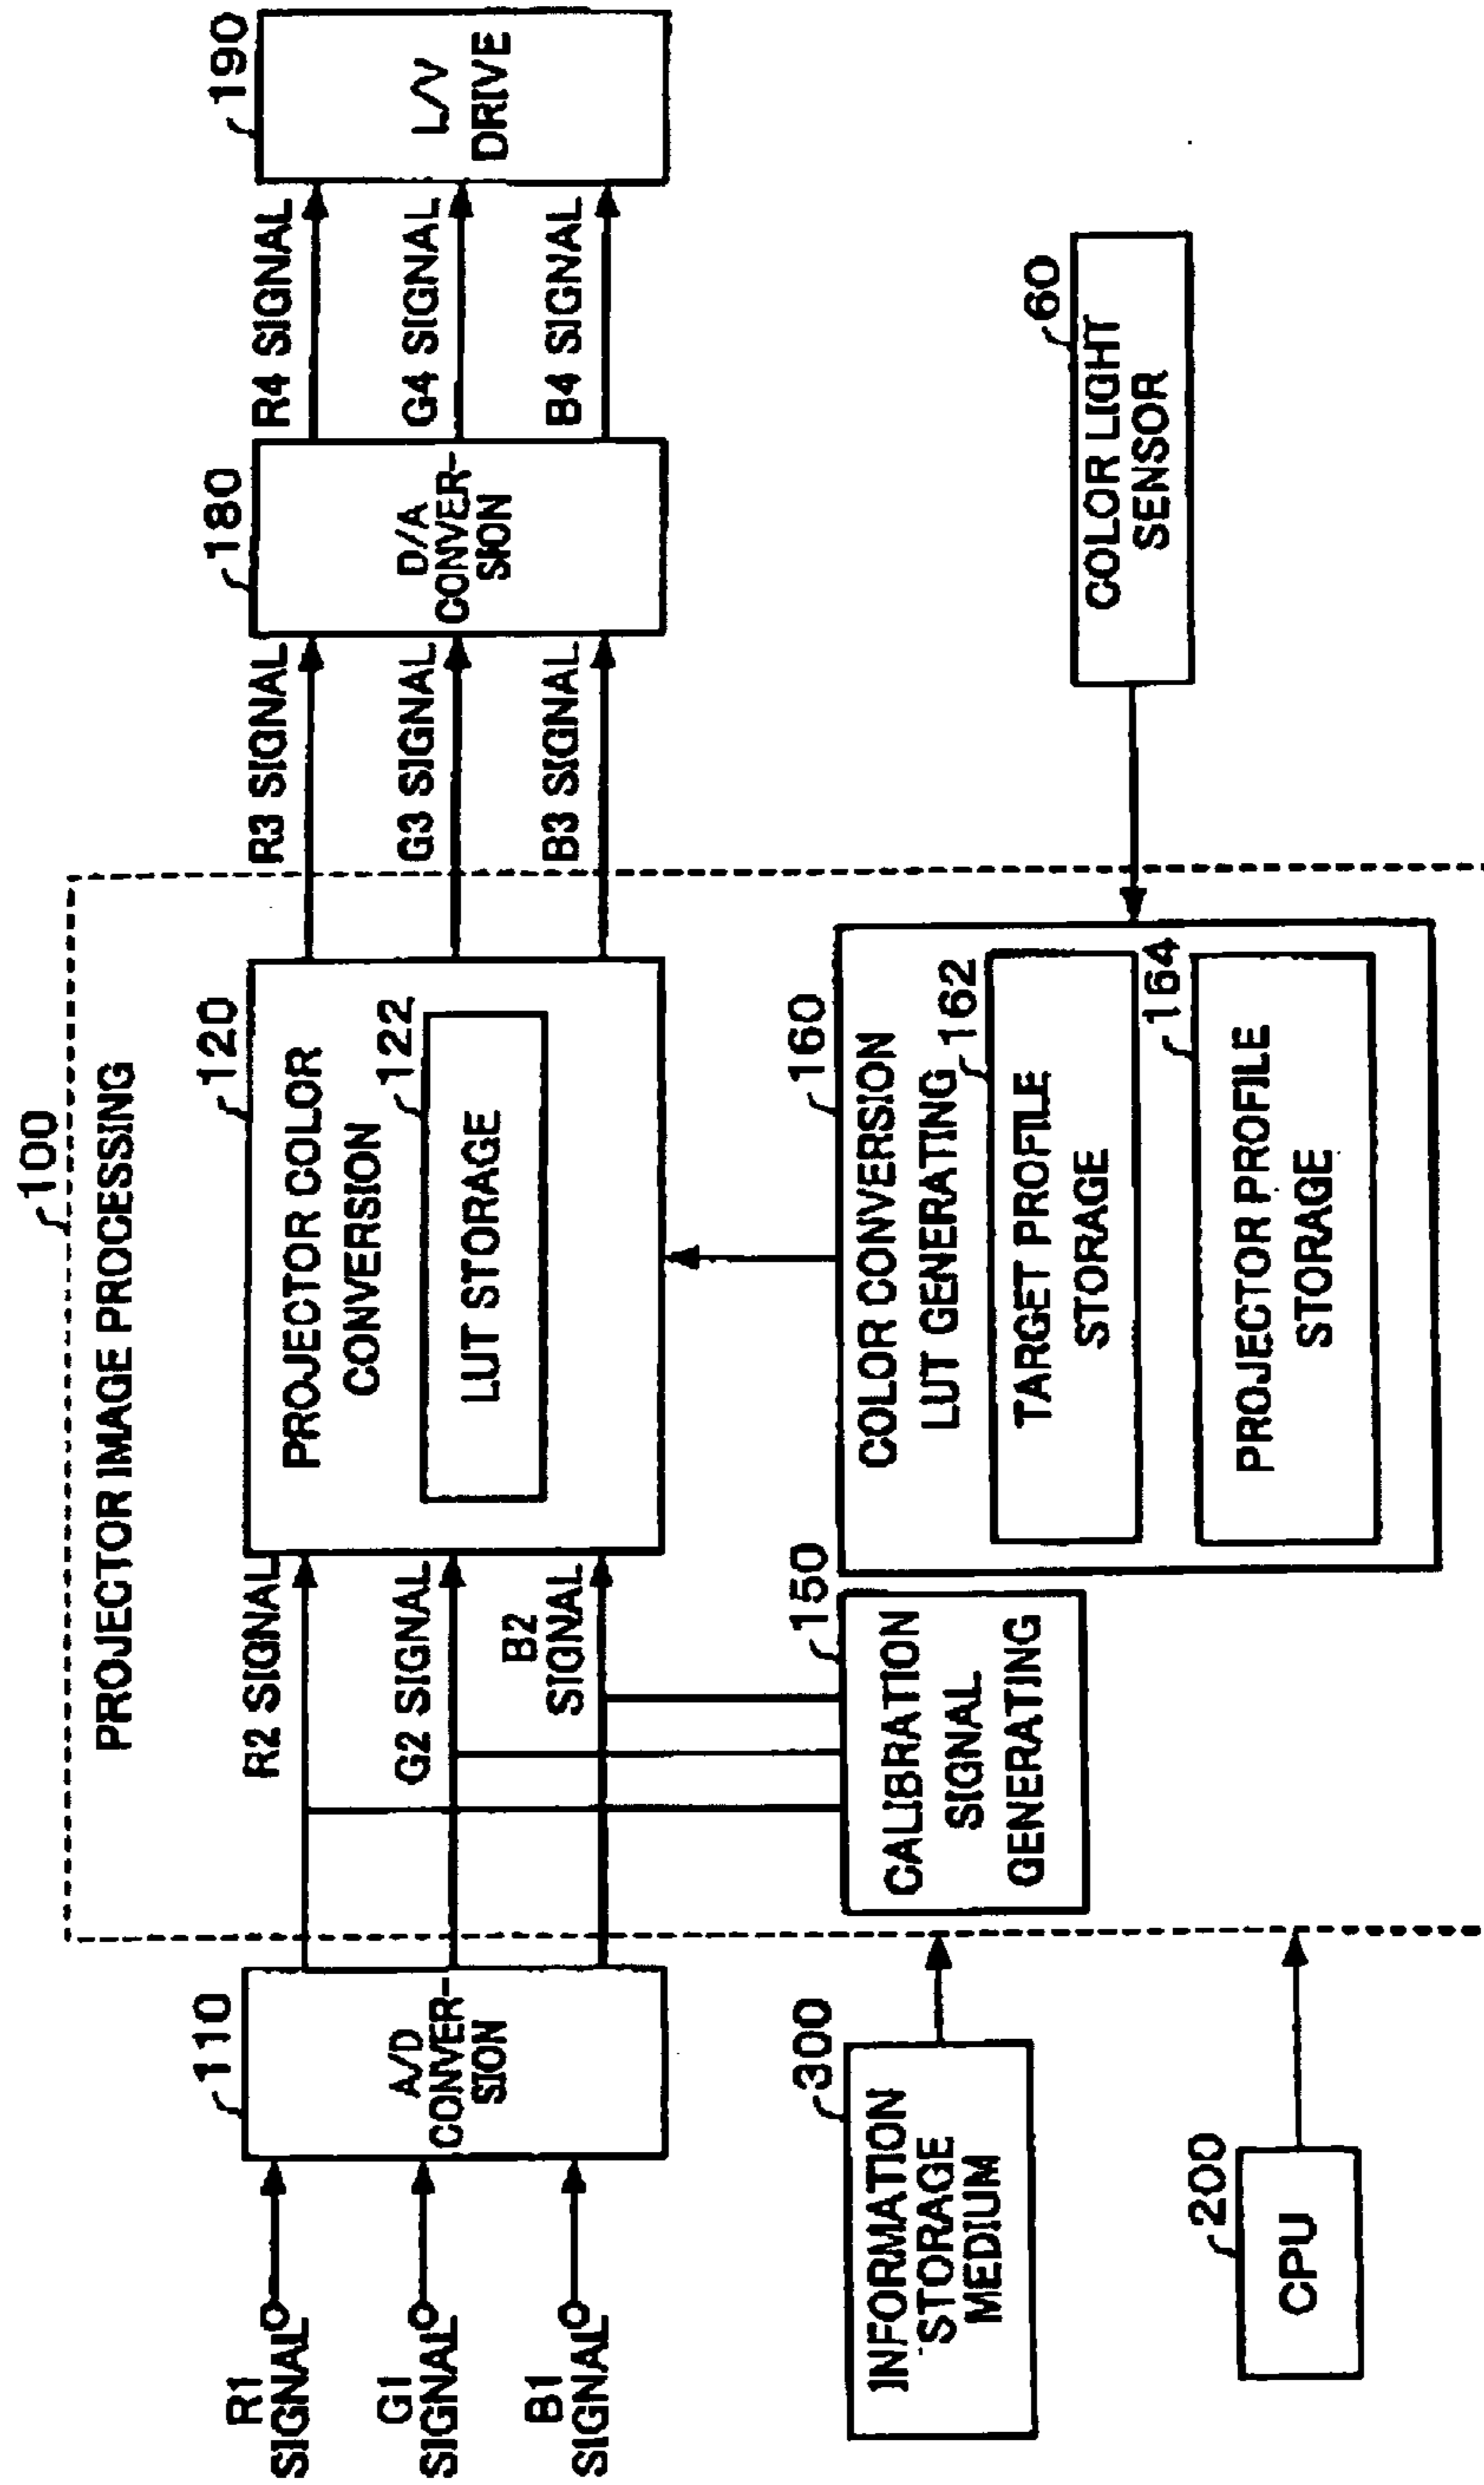 100
PROJECTOR IMAGE PROCESSING
R1
SIGNAL
G1
SIGNAL
B1
SIGNAL
110
A/D
CONVER-
SION
R2 SIGNAL
G2 SIGNAL
B2
SIGNAL
120
PROJECTOR COLOR
CONVERSION
122
LUT STORAGE
R3 SIGNAL
G3 SIGNAL
B3 SIGNAL
180
D/A
CONVER-
SION
R4 SIGNAL
G4 SIGNAL
B4 SIGNAL
190
L/V
DRIVE
300
INFORMATION
STORAGE
MEDIUM
150
CALIBRATION
SIGNAL
GENERATING
160
COLOR CONVERSION
LUT GENERATING
162
TARGET PROFILE
STORAGE
164
PROJECTOR PROFILE
STORAGE
60
COLOR LIGHT
SENSOR
200
CPU